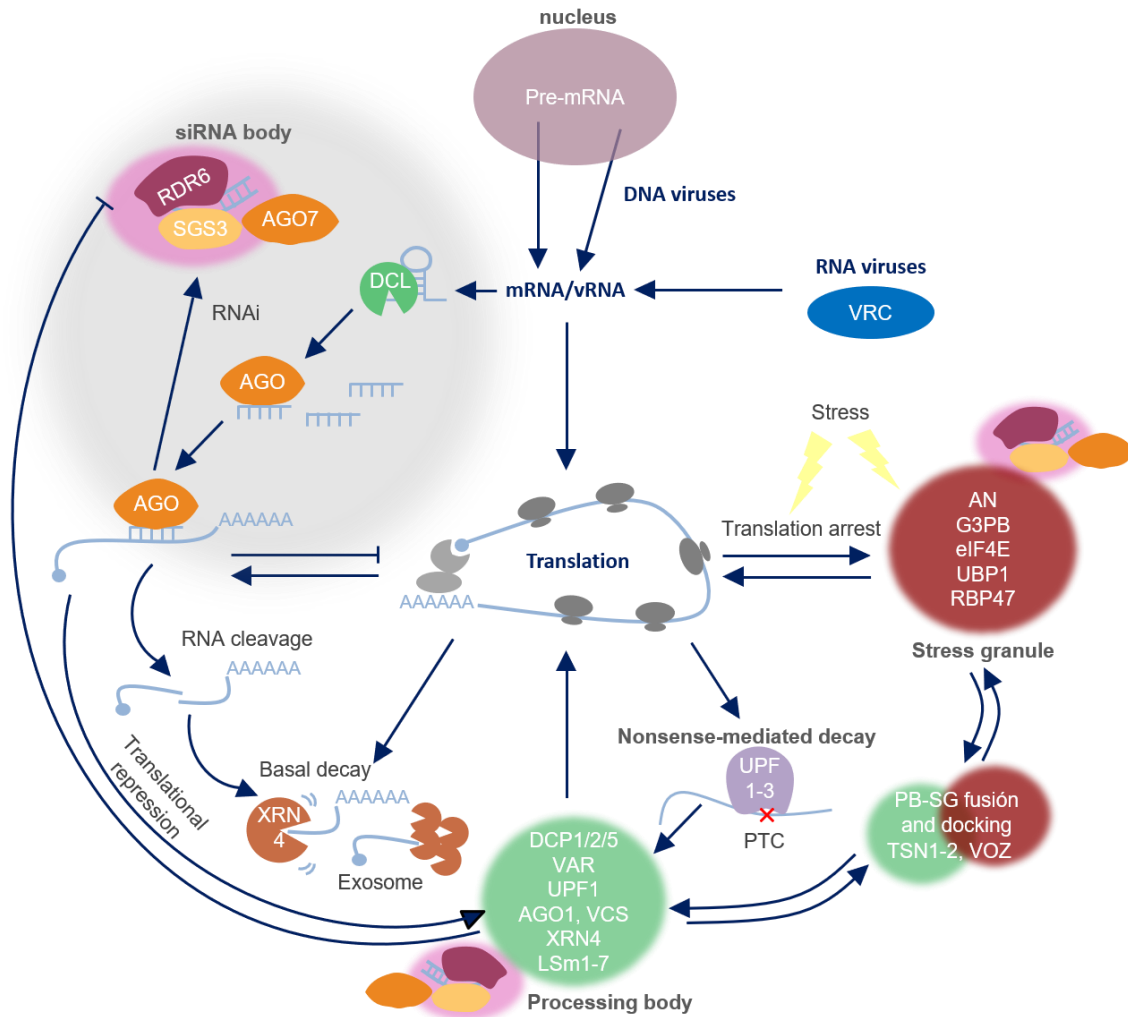 nucleus
Pre-mRNA
siRNA body
RDR6
SGS3
AGO7
DNA viruses
RNA viruses
VRC
DCL
mRNA/vRNA
RNAi
AGO
Stress
AGO
AAAAAA
Translation arrest
AN
G3PB
eIF4E
UBP1
RBP47
Translation
AAAAAA
Stress granule
RNA cleavage
AAAAAA
Nonsense-mediated decay
UPF
1-3
PTC
Translational
repression
Basal decay
AAAAAA
XRN
4
Exosome
PB-SG fusión
and docking
TSN1-2, VOZ
DCP1/2/5
VAR
UPF1
AGO1, VCS
XRN4
LSm1-7
Processing body